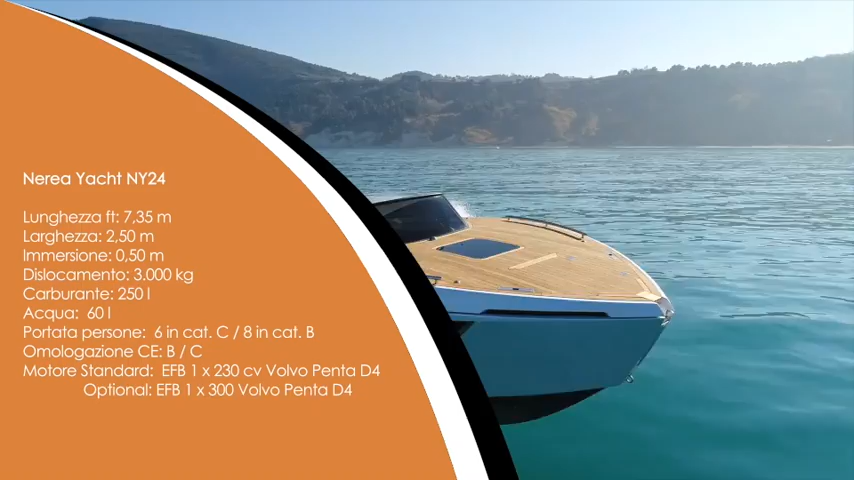 Nerea Yacht NY24
Lunghezza ft: 7,35 m
Larghezza: 2,50 m
Immersione: 0,50 m
Dislocamento: 3.000 kg
Carburante: 250 l
Acqua: 60 l
Portata persone: 6 in cat. C / 8 in cat. B
Omologazione CE: B / C
Motore Standard: EFB 1 x 230 cv Volvo Penta D4
Optional: EFB 1 x 300 Volvo Penta D4